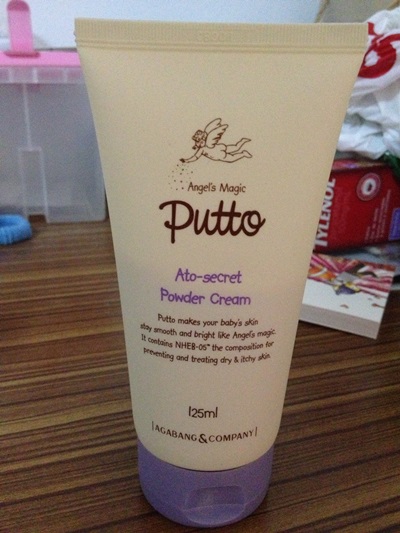 Angel's Magic
Putto
Ato-secret
Powder Cream
Putto makes your baby's skin
stay smooth and bright like Angel's magic.
It contains NHEB-05™ the composition for
preventing and treating dry & itchy skin.
125ml
|AGABANG&COMPANY|
TYLENOL